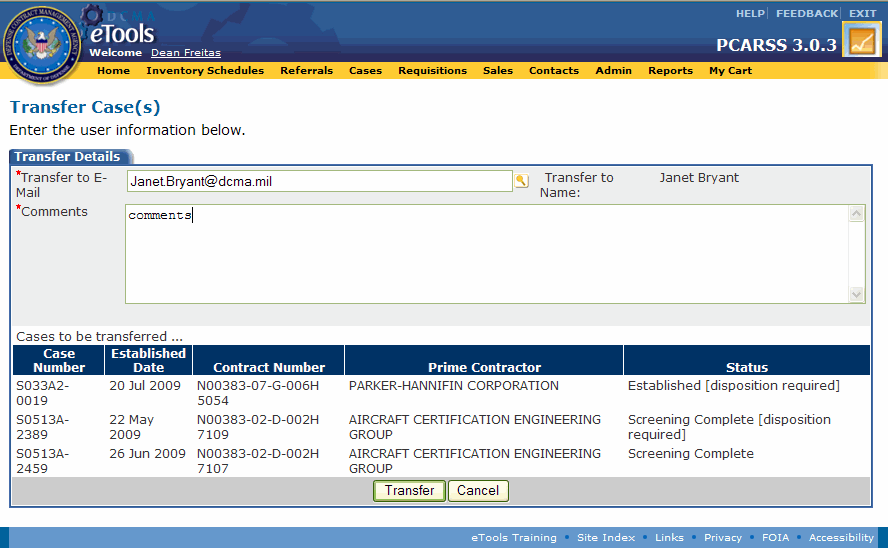 DCMA
HELP | FEEDBACK | EXIT
eTools
Welcome Dean Freitas
PCARSS 3.0.3
Home Inventory Schedules Referrals Cases Requisitions Sales Contacts Admin Reports My Cart
Transfer Case(s)
Enter the user information below.
Transfer Details
*Transfer to E-
Mail
Janet.Bryant@dcma.mil
Transfer to
Name:
Janet Bryant
*Comments
comments
Cases to be transferred ...
Case
Number
Established
Date
Contract Number
Prime Contractor
Status
S033A2-
0019
20 Jul 2009
N00383-07-G-006H
5054
PARKER-HANNIFIN CORPORATION
Established [disposition required]
S0513A-
2389
22 May
2009
N00383-02-D-002H
7109
AIRCRAFT CERTIFICATION ENGINEERING
GROUP
Screening Complete [disposition
required]
S0513A-
2459
26 Jun 2009
N00383-02-D-002H
7107
AIRCRAFT CERTIFICATION ENGINEERING
GROUP
Screening Complete
Transfer Cancel
eTools Training • Site Index • Links • Privacy • FOIA • Accessibility